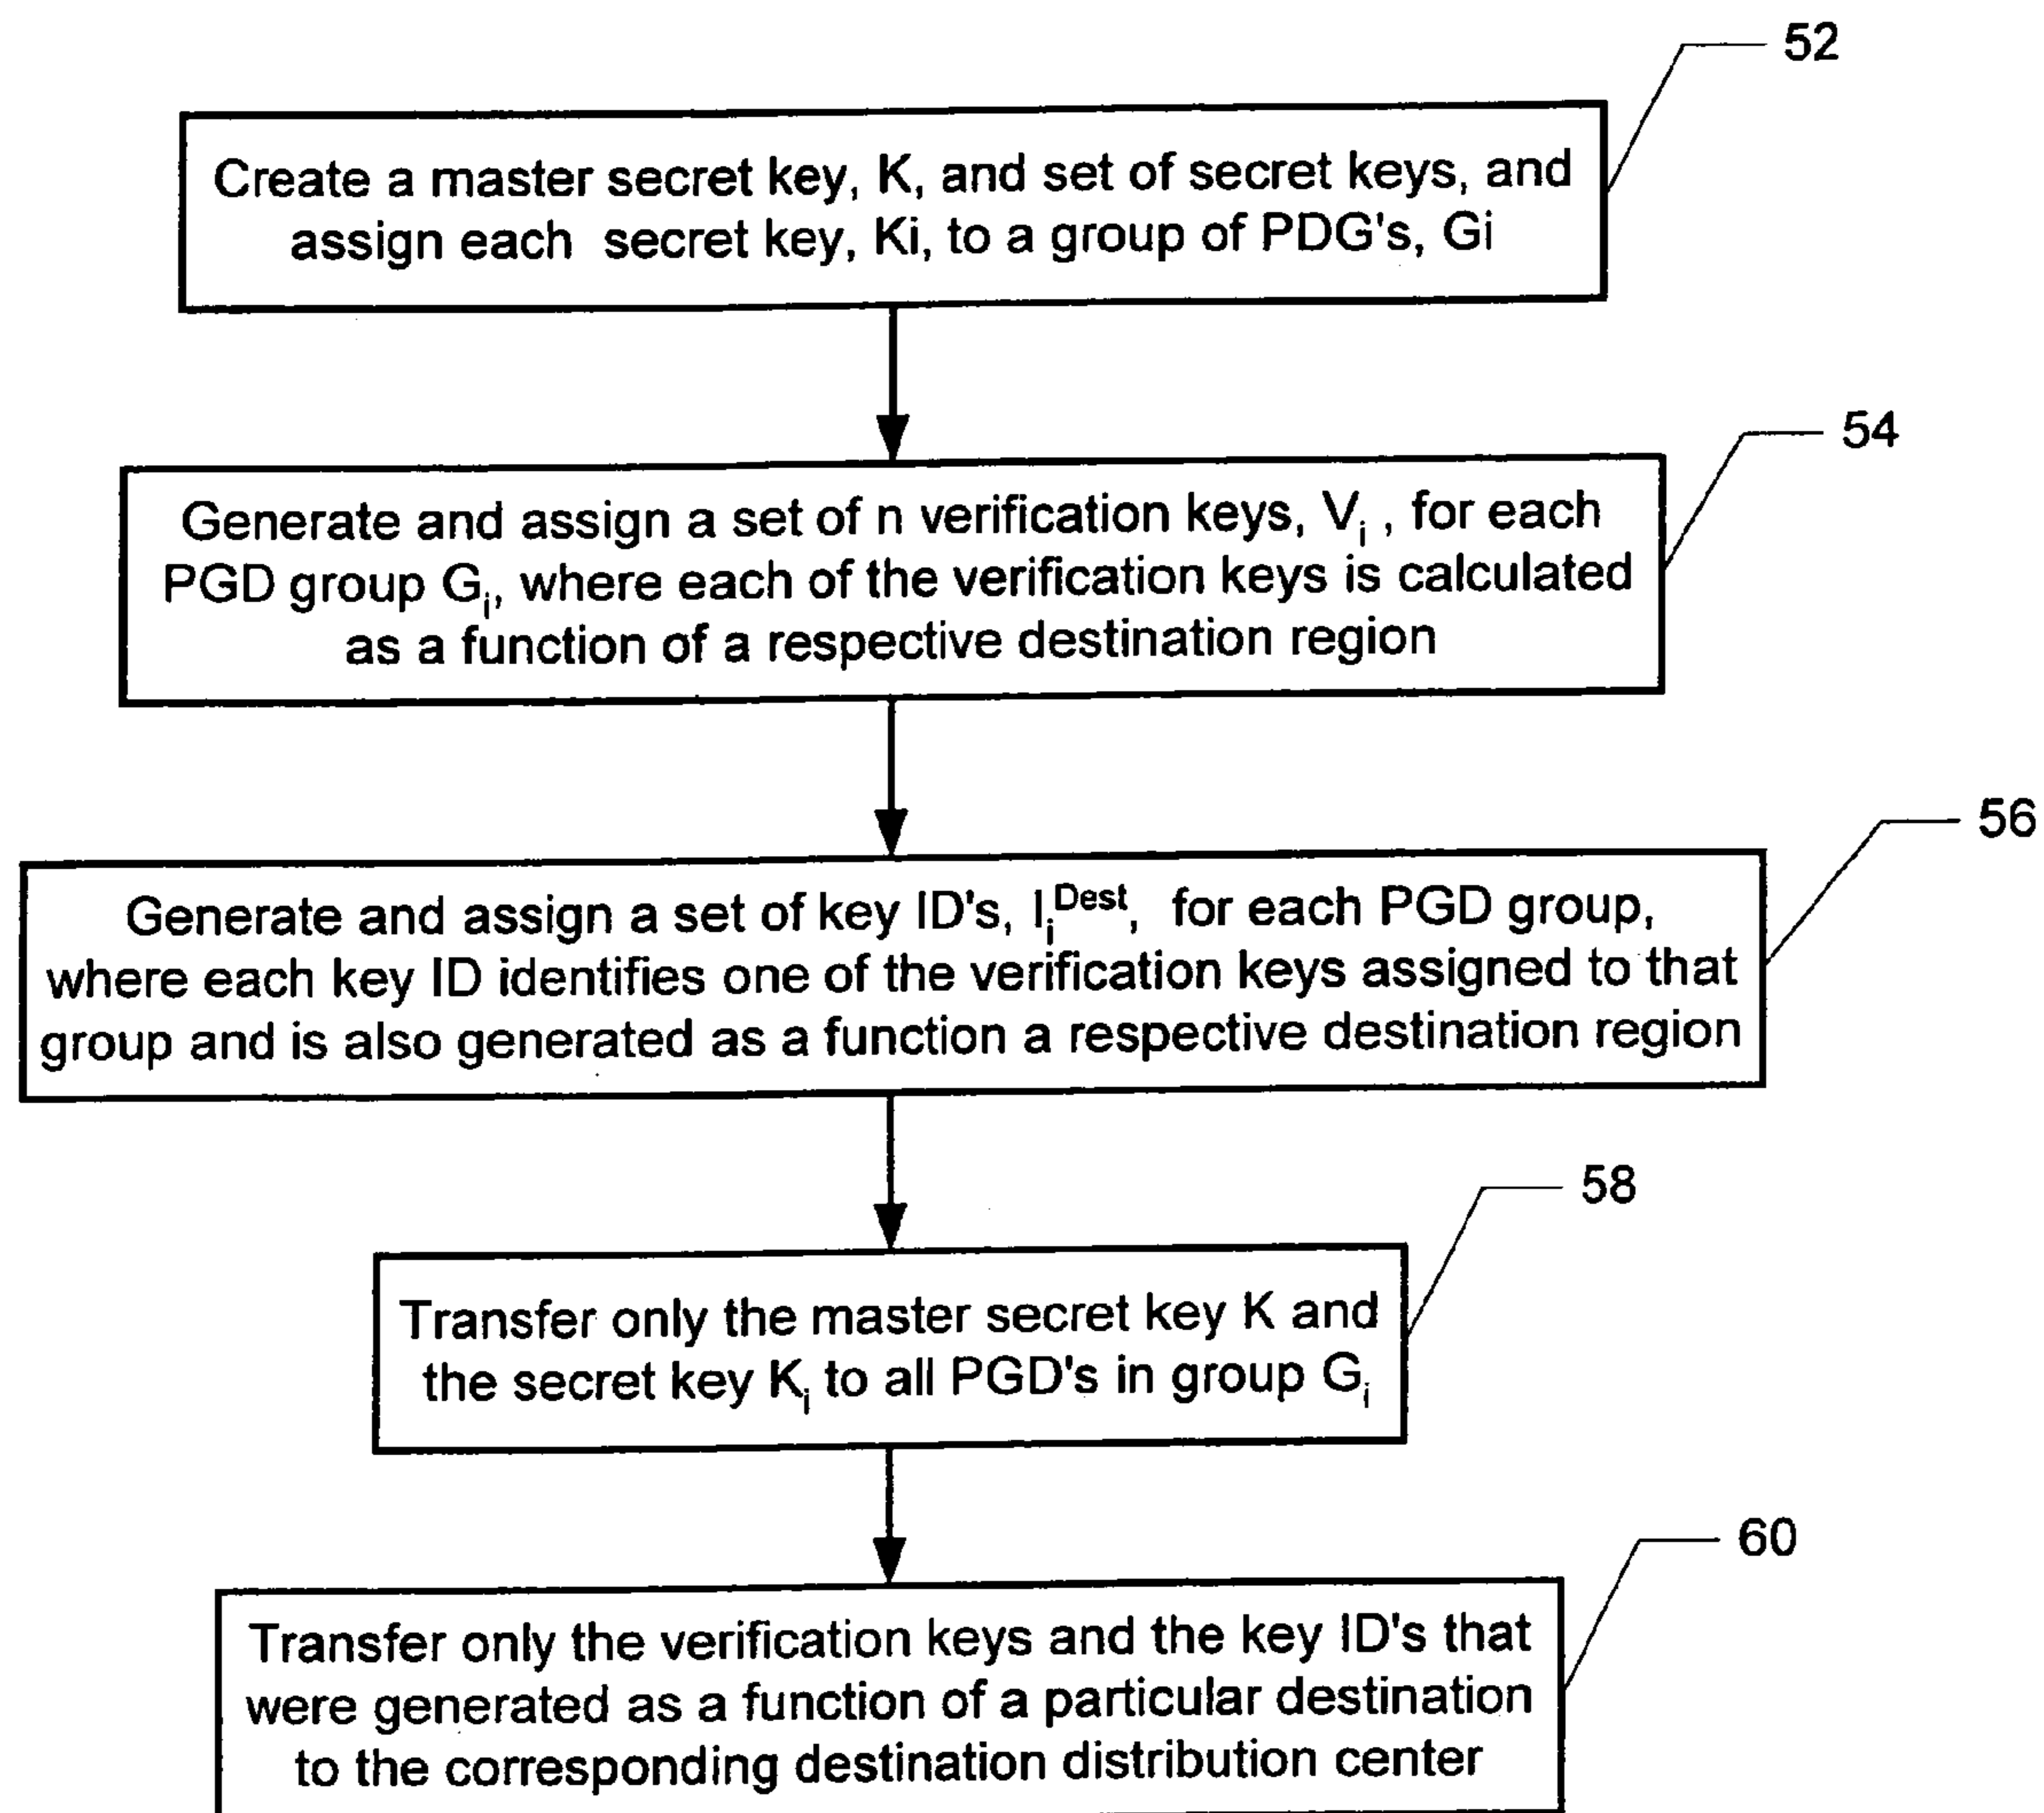 52
Create a master secret key, K, and set of secret keys, and
assign each secret key, Ki, to a group of PDG's, Gi
54
Generate and assign a set of n verification keys, Vi , for each
PGD group Gi, where each of the verification keys is calculated
as a function of a respective destination region
56
Generate and assign a set of key ID's, Ii^Dest, for each PGD group,
where each key ID identifies one of the verification keys assigned to that
group and is also generated as a function a respective destination region
58
Transfer only the master secret key K and
the secret key Ki to all PGD's in group Gi
60
Transfer only the verification keys and the key ID's that
were generated as a function of a particular destination
to the corresponding destination distribution center